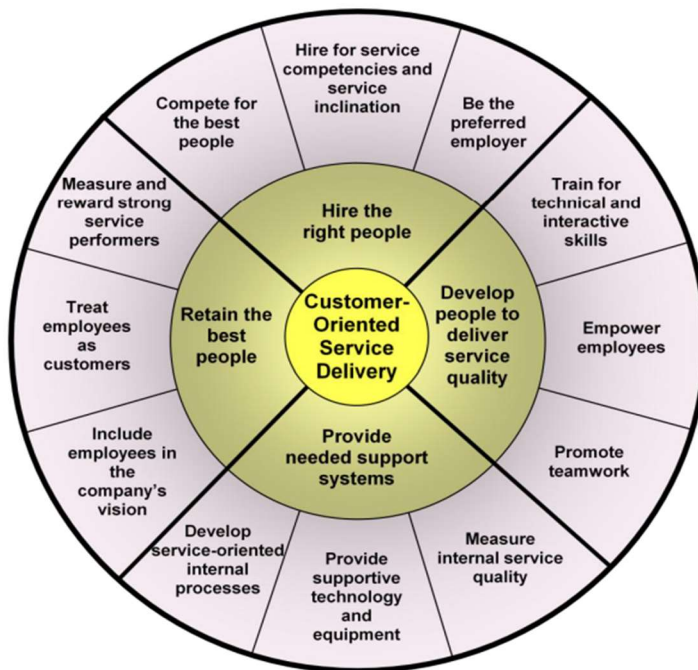 Hire for service
competencies and
service
inclination
Compete for
the best
people
Be the
preferred
employer
Measure and
reward strong
service
performers
Train for
technical and
interactive
skills
Hire the
right people
Treat
employees
as
customers
Retain the
best
people
Customer-
Oriented
Service
Delivery
Develop
people to
deliver
service
quality
Empower
employees
Include
employees in
the
company's
vision
Provide
needed support
systems
Promote
teamwork
Develop
service-oriented
internal
processes
Provide
supportive
technology
and
equipment
Measure
internal service
quality